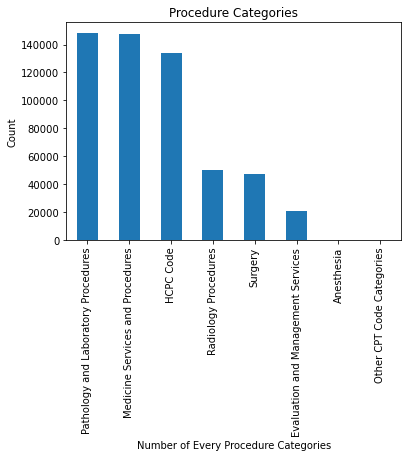 Procedure Categories
140000
120000
100000
80000
60000
40000
20000
0
Count
Pathology and Laboratory Procedures
Medicine Services and Procedures
HCPC Code
Radiology Procedures
Surgery
Evaluation and Management Services
Anesthesia
Other CPT Code Categories
Number of Every Procedure Categories